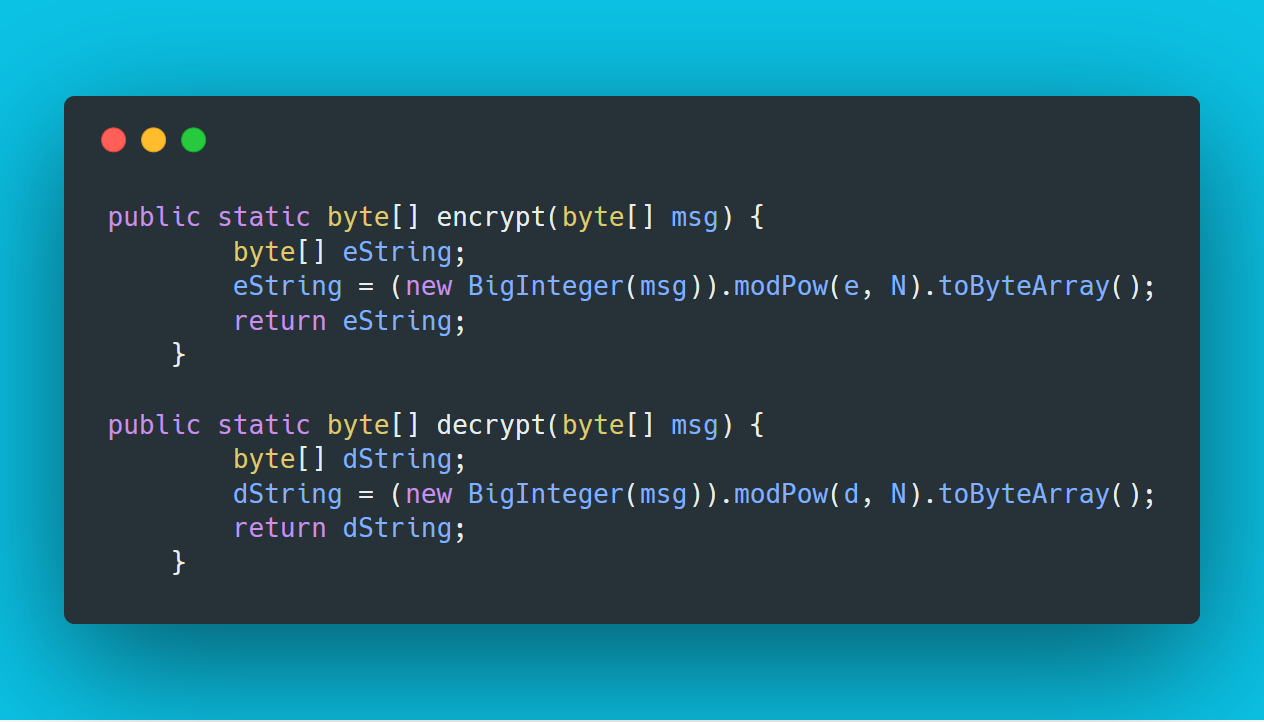 public static byte[] encrypt(byte[] msg) {
        byte[] eString;
        eString = (new BigInteger(msg)).modPow(e, N).toByteArray();
        return eString;
    }

public static byte[] decrypt(byte[] msg) {
        byte[] dString;
        dString = (new BigInteger(msg)).modPow(d, N).toByteArray();
        return dString;
    }